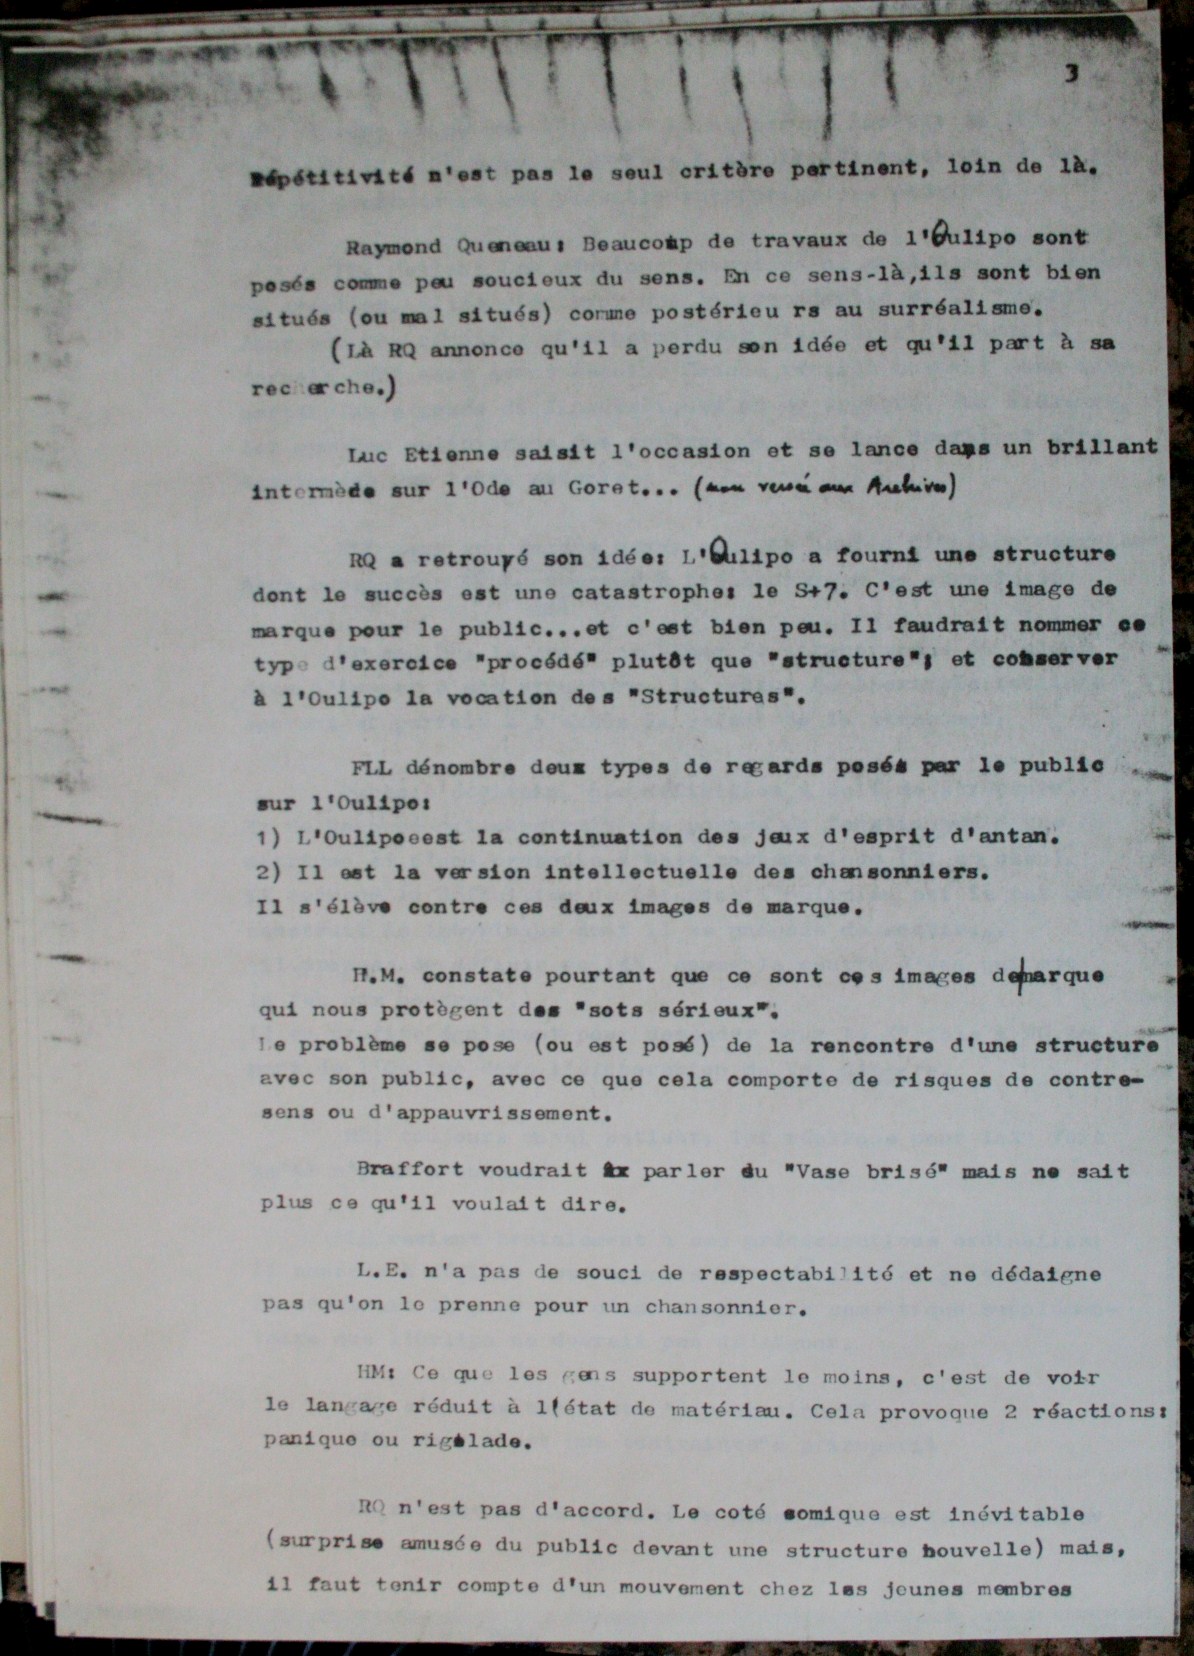 3
Répétitivité n'est pas le seul critère pertinent, loin de là.
Raymond Queneau: Beaucoup de travaux de l'Oulipo sont
posés comme peu soucieux du sens. En ce sens-là,ils sont bien
situés (ou mal situés) comme postérieu rs au surréalisme.
(Là RQ annonce qu'il a perdu son idée et qu'il part à sa
recherche.)
Luc Etienne saisit l'occasion et se lance dans un brillant
intermède sur l'Ode au Goret... (non versé aux Archives)
RQ a retrouvé son idée: L'Oulipo a fourni une structure
dont le succès est une catastrophe: le S+7. C'est une image de
marque pour le public...et c'est bien peu. Il faudrait nommer ce
type d'exercice "procédé" plutôt que "structure"; et conserver
à l'Oulipo la vocation des "Structures".
FLL dénombre deux types de regards posés par le public
sur l'Oulipo:
1) L'Oulipoeest la continuation des jeux d'esprit d'antan.
2) Il est la version intellectuelle des chansonniers.
Il s'élève contre ces deux images de marque.
H.M. constate pourtant que ce sont ces images de|marque
qui nous protègent des "sots sérieux".
Le problème se pose (ou est posé) de la rencontre d'une structure
avec son public, avec ce que cela comporte de risques de contre-
sens ou d'appauvrissement.
Braffort voudrait parler du "Vase brisé" mais ne sait
plus ce qu'il voulait dire.
L.E. n'a pas de souci de respectabilité et ne dédaigne
pas qu'on le prenne pour un chansonnier.
HM: Ce que les gens supportent le moins, c'est de voir
le langage réduit à l'état de matériau. Cela provoque 2 réactions:
panique ou rigolade.
RQ n'est pas d'accord. Le coté comique est inévitable
(surprise amusée du public devant une structure nouvelle) mais,
il faut tenir compte d'un mouvement chez les jeunes membres